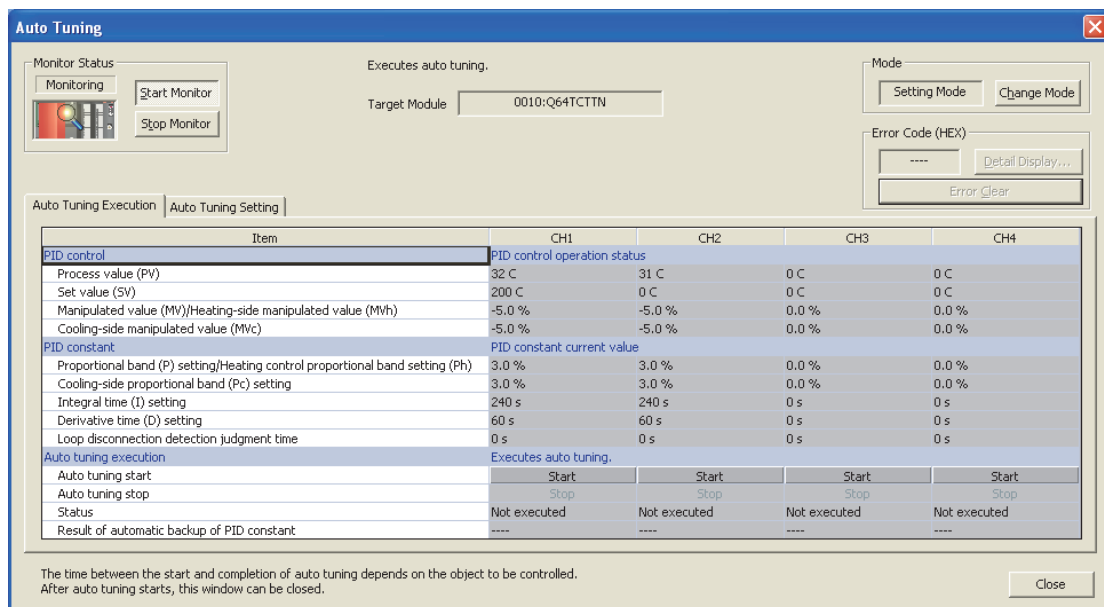 Auto Tuning
Monitor Status
Monitoring
Start Monitor
Stop Monitor
Executes auto tuning.
Target Module 0010:Q64TCTTN
Mode
Setting Mode Change Mode
Error Code (HEX)
---- Detail Display...
Error Clear
Auto Tuning Execution Auto Tuning Setting
Item CH1 CH2 CH3 CH4
PID control PID control operation status
Process value (PV) 32 C 31 C 0 C 0 C
Set value (SV) 200 C 0 C 0 C 0 C
Manipulated value (MV)/Heating-side manipulated value (MVh) -5.0 % -5.0 % 0.0 % 0.0 %
Cooling-side manipulated value (MVc) -5.0 % -5.0 % 0.0 % 0.0 %
PID constant PID constant current value
Proportional band (P) setting/Heating control proportional band setting (Ph) 3.0 % 3.0 % 0.0 % 0.0 %
Cooling-side proportional band (Pc) setting 3.0 % 3.0 % 0.0 % 0.0 %
Integral time (I) setting 240 s 240 s 0 s 0 s
Derivative time (D) setting 60 s 60 s 0 s 0 s
Loop disconnection detection judgment time 0 s 0 s 0 s 0 s
Auto tuning execution Executes auto tuning.
Auto tuning start Start Start Start Start
Auto tuning stop Stop Stop Stop Stop
Status Not executed Not executed Not executed Not executed
Result of automatic backup of PID constant ---- ---- ---- ----
The time between the start and completion of auto tuning depends on the object to be controlled.
After auto tuning starts, this window can be closed.
Close